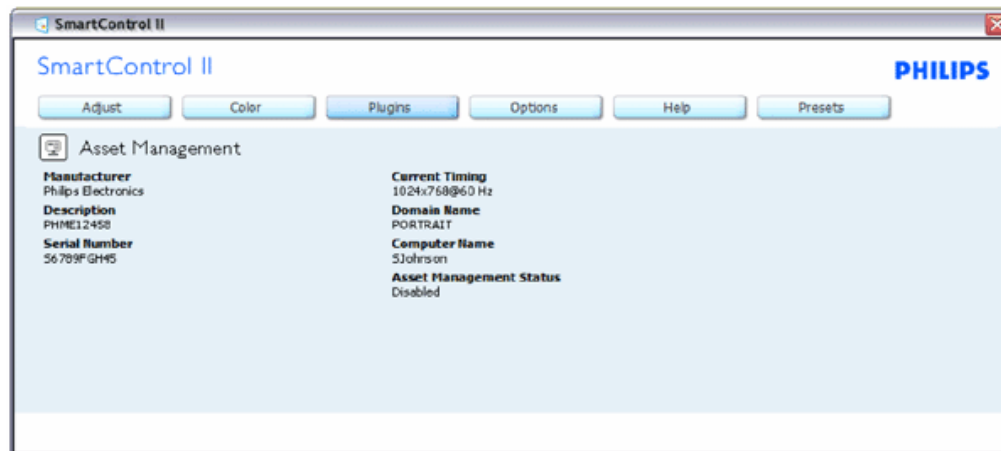 SmartControl II
SmartControl II
PHILIPS
Adjust Color Plugins Options Help Presets
Asset Management
Manufacturer
Philips Electronics
Description
PHME12458
Serial Number
56789FGH45
Current Timing
1024x768@60 Hz
Domain Name
PORTRAIT
Computer Name
SJohnson
Asset Management Status
Disabled